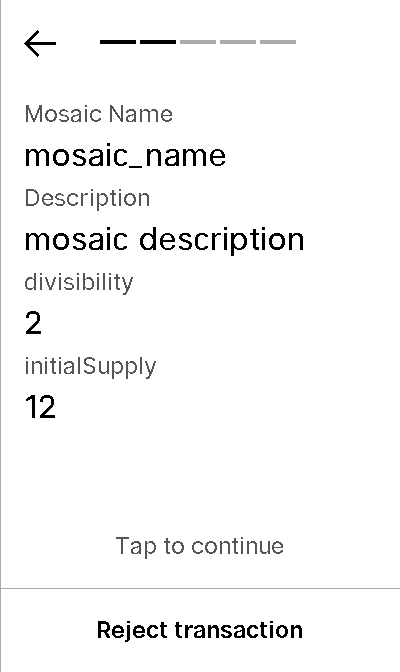 Mosaic Name
mosaic_name
Description
mosaic description
divisibility
2
initialSupply
12
Tap to continue
Reject transaction